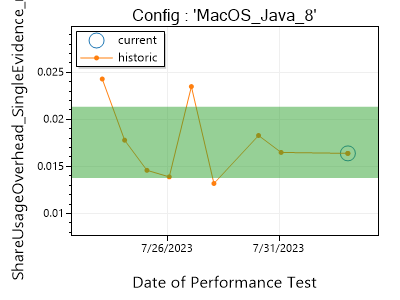 Config : 'MacOS_Java_8'
current
historic
ShareUsageOverhead_SingleEvidence_
0.025
0.02
0.015
0.01
7/26/2023
7/31/2023
Date of Performance Test